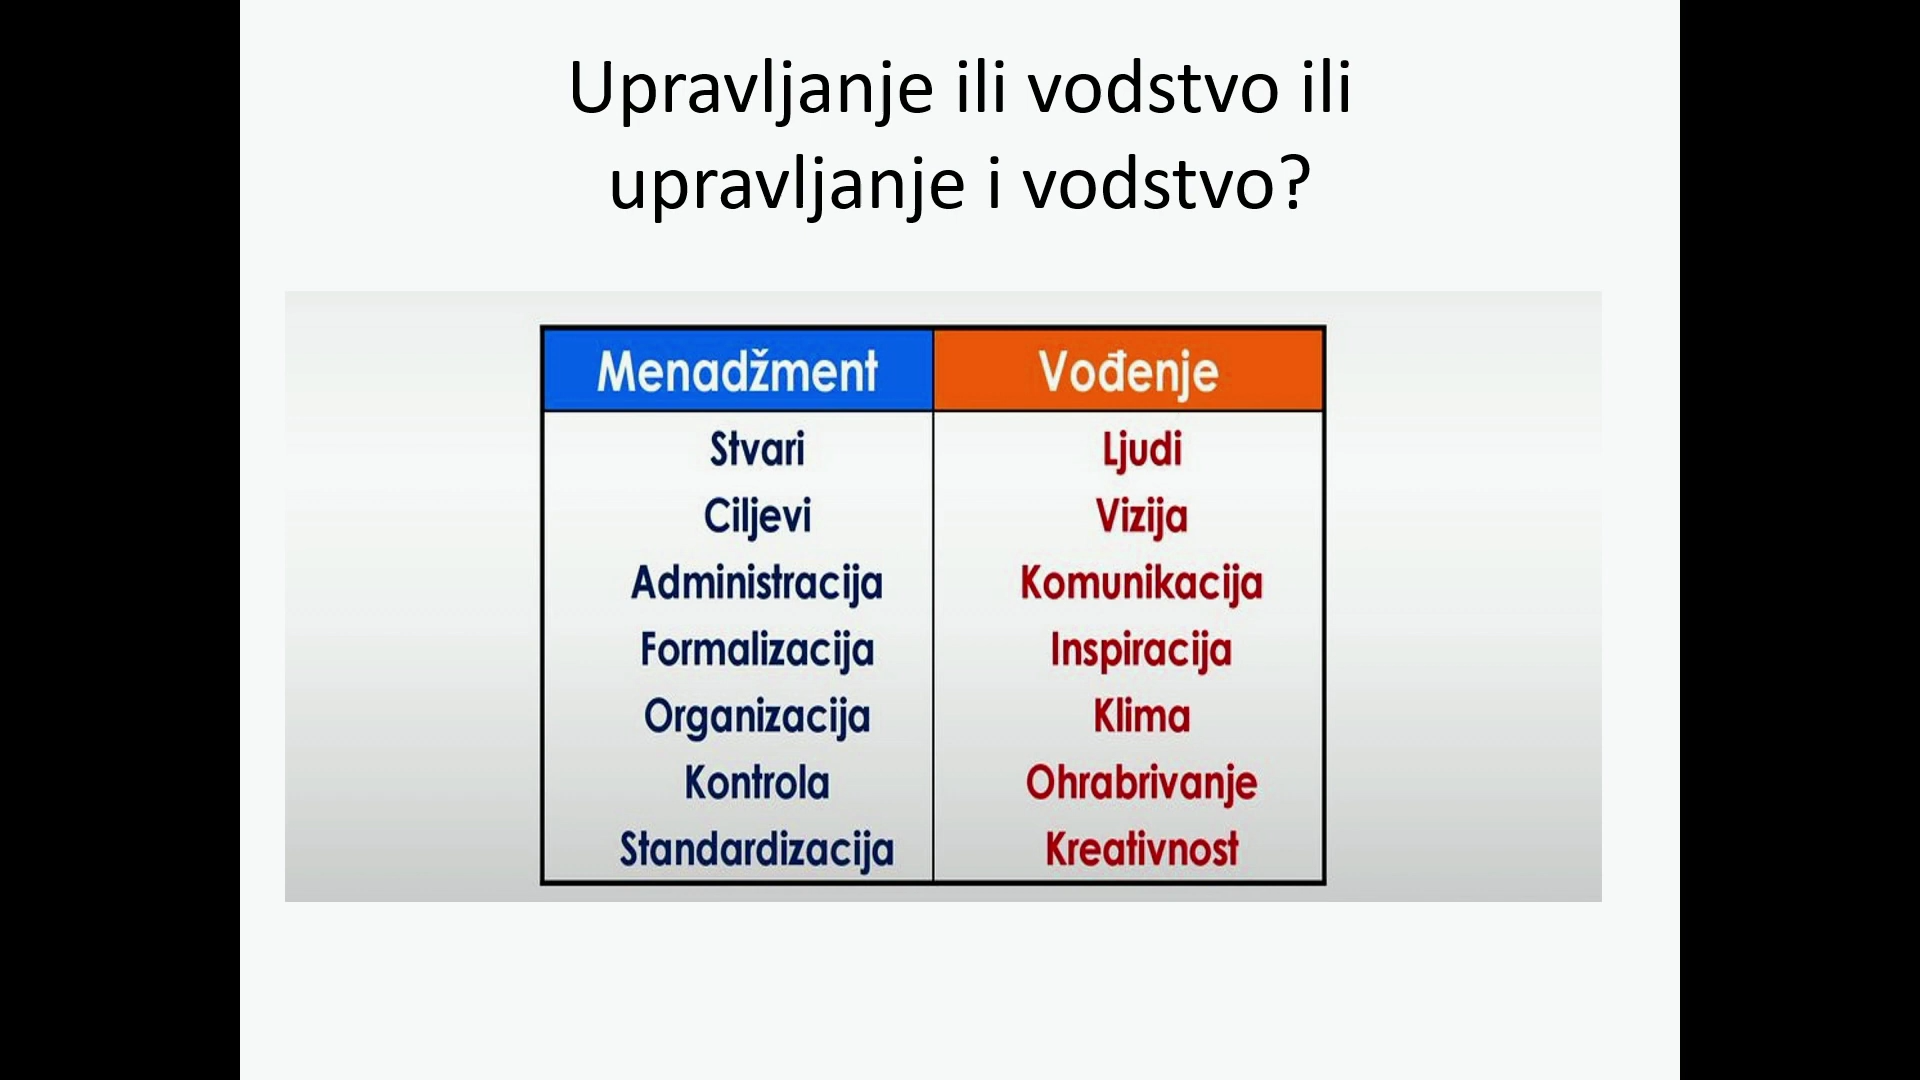 Upravljanje ili vodstvo ili
upravljanje i vodstvo?
Menadžment Vođenje
Stvari Ljudi
Ciljevi Vizija
Administracija Komunikacija
Formalizacija Inspiracija
Organizacija Klima
Kontrola Ohrabrivanje
Standardizacija Kreativnost